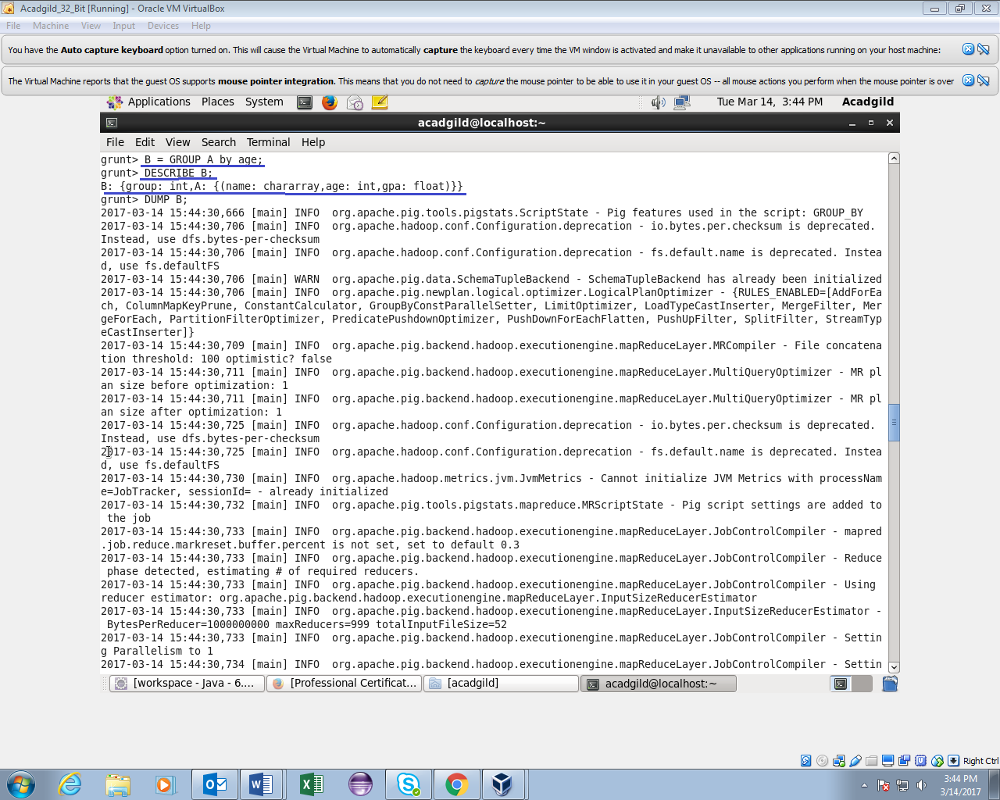 Acadgild_32_Bit [Running] - Oracle VM VirtualBox
File Machine View Input Devices Help
You have the Auto capture keyboard option turned on. This will cause the Virtual Machine to automatically capture the keyboard every time the VM window is activated and make it unavailable to other applications running on your host machine:
The Virtual Machine reports that the guest OS supports mouse pointer integration. This means that you do not need to capture the mouse pointer to be able to use it in your guest OS -- all mouse actions you perform when the mouse pointer is over
Applications Places System Tue Mar 14, 3:44 PM Acadgild
acadgild@localhost:~
File Edit View Search Terminal Help
grunt> B = GROUP A by age;
grunt> DESCRIBE B;
B: {group: int,A: {(name: chararray,age: int,gpa: float)}}
grunt> DUMP B;
2017-03-14 15:44:30,666 [main] INFO  org.apache.pig.tools.pigstats.ScriptState - Pig features used in the script: GROUP_BY
2017-03-14 15:44:30,706 [main] INFO  org.apache.hadoop.conf.Configuration.deprecation - io.bytes.per.checksum is deprecated.
Instead, use dfs.bytes-per-checksum
2017-03-14 15:44:30,706 [main] INFO  org.apache.hadoop.conf.Configuration.deprecation - fs.default.name is deprecated. Instea
d, use fs.defaultFS
2017-03-14 15:44:30,706 [main] WARN  org.apache.pig.data.SchemaTupleBackend - SchemaTupleBackend has already been initialized
2017-03-14 15:44:30,706 [main] INFO  org.apache.pig.newplan.logical.optimizer.LogicalPlanOptimizer - {RULES_ENABLED=[AddForEa
ch, ColumnMapKeyPrune, ConstantCalculator, GroupByConstParallelSetter, LimitOptimizer, LoadTypeCastInserter, MergeFilter, Mer
geForEach, PartitionFilterOptimizer, PredicatePushdownOptimizer, PushDownForEachFlatten, PushUpFilter, SplitFilter, StreamTyp
eCastInserter]}
2017-03-14 15:44:30,709 [main] INFO  org.apache.pig.backend.hadoop.executionengine.mapReduceLayer.MRCompiler - File concatena
tion threshold: 100 optimistic? false
2017-03-14 15:44:30,711 [main] INFO  org.apache.pig.backend.hadoop.executionengine.mapReduceLayer.MultiQueryOptimizer - MR pl
an size before optimization: 1
2017-03-14 15:44:30,711 [main] INFO  org.apache.pig.backend.hadoop.executionengine.mapReduceLayer.MultiQueryOptimizer - MR pl
an size after optimization: 1
2017-03-14 15:44:30,725 [main] INFO  org.apache.hadoop.conf.Configuration.deprecation - io.bytes.per.checksum is deprecated.
Instead, use dfs.bytes-per-checksum
2017-03-14 15:44:30,725 [main] INFO  org.apache.hadoop.conf.Configuration.deprecation - fs.default.name is deprecated. Instea
d, use fs.defaultFS
2017-03-14 15:44:30,730 [main] INFO  org.apache.hadoop.metrics.jvm.JvmMetrics - Cannot initialize JVM Metrics with processNam
e=JobTracker, sessionId= - already initialized
2017-03-14 15:44:30,732 [main] INFO  org.apache.pig.tools.pigstats.mapreduce.MRScriptState - Pig script settings are added to
the job
2017-03-14 15:44:30,733 [main] INFO  org.apache.pig.backend.hadoop.executionengine.mapReduceLayer.JobControlCompiler - mapred
.job.reduce.markreset.buffer.percent is not set, set to default 0.3
2017-03-14 15:44:30,733 [main] INFO  org.apache.pig.backend.hadoop.executionengine.mapReduceLayer.JobControlCompiler - Reduce
phase detected, estimating # of required reducers.
2017-03-14 15:44:30,733 [main] INFO  org.apache.pig.backend.hadoop.executionengine.mapReduceLayer.JobControlCompiler - Using
reducer estimator: org.apache.pig.backend.hadoop.executionengine.mapReduceLayer.InputSizeReducerEstimator
2017-03-14 15:44:30,733 [main] INFO  org.apache.pig.backend.hadoop.executionengine.mapReduceLayer.InputSizeReducerEstimator -
BytesPerReducer=1000000000 maxReducers=999 totalInputFileSize=52
2017-03-14 15:44:30,733 [main] INFO  org.apache.pig.backend.hadoop.executionengine.mapReduceLayer.JobControlCompiler - Settin
g Parallelism to 1
2017-03-14 15:44:30,734 [main] INFO  org.apache.pig.backend.hadoop.executionengine.mapReduceLayer.JobControlCompiler - Settin
[workspace - Java - 6.... [Professional Certificat... [acadgild] acadgild@localhost:~
Right Ctrl
3:44 PM
3/14/2017